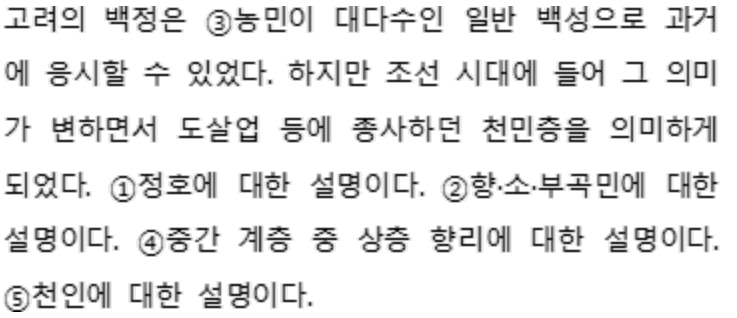 고려의 백정은 ③농민이 대다수인 일반 백성으로 과거
에 응시할 수 있었다. 하지만 조선 시대에 들어 그 의미
가 변하면서 도살업 등에 종사하던 천민층을 의미하게
되었다. ①정호에 대한 설명이다. ②향·소·부곡민에 대한
설명이다. ④중간 계층 중 상층 향리에 대한 설명이다.
⑤천인에 대한 설명이다.